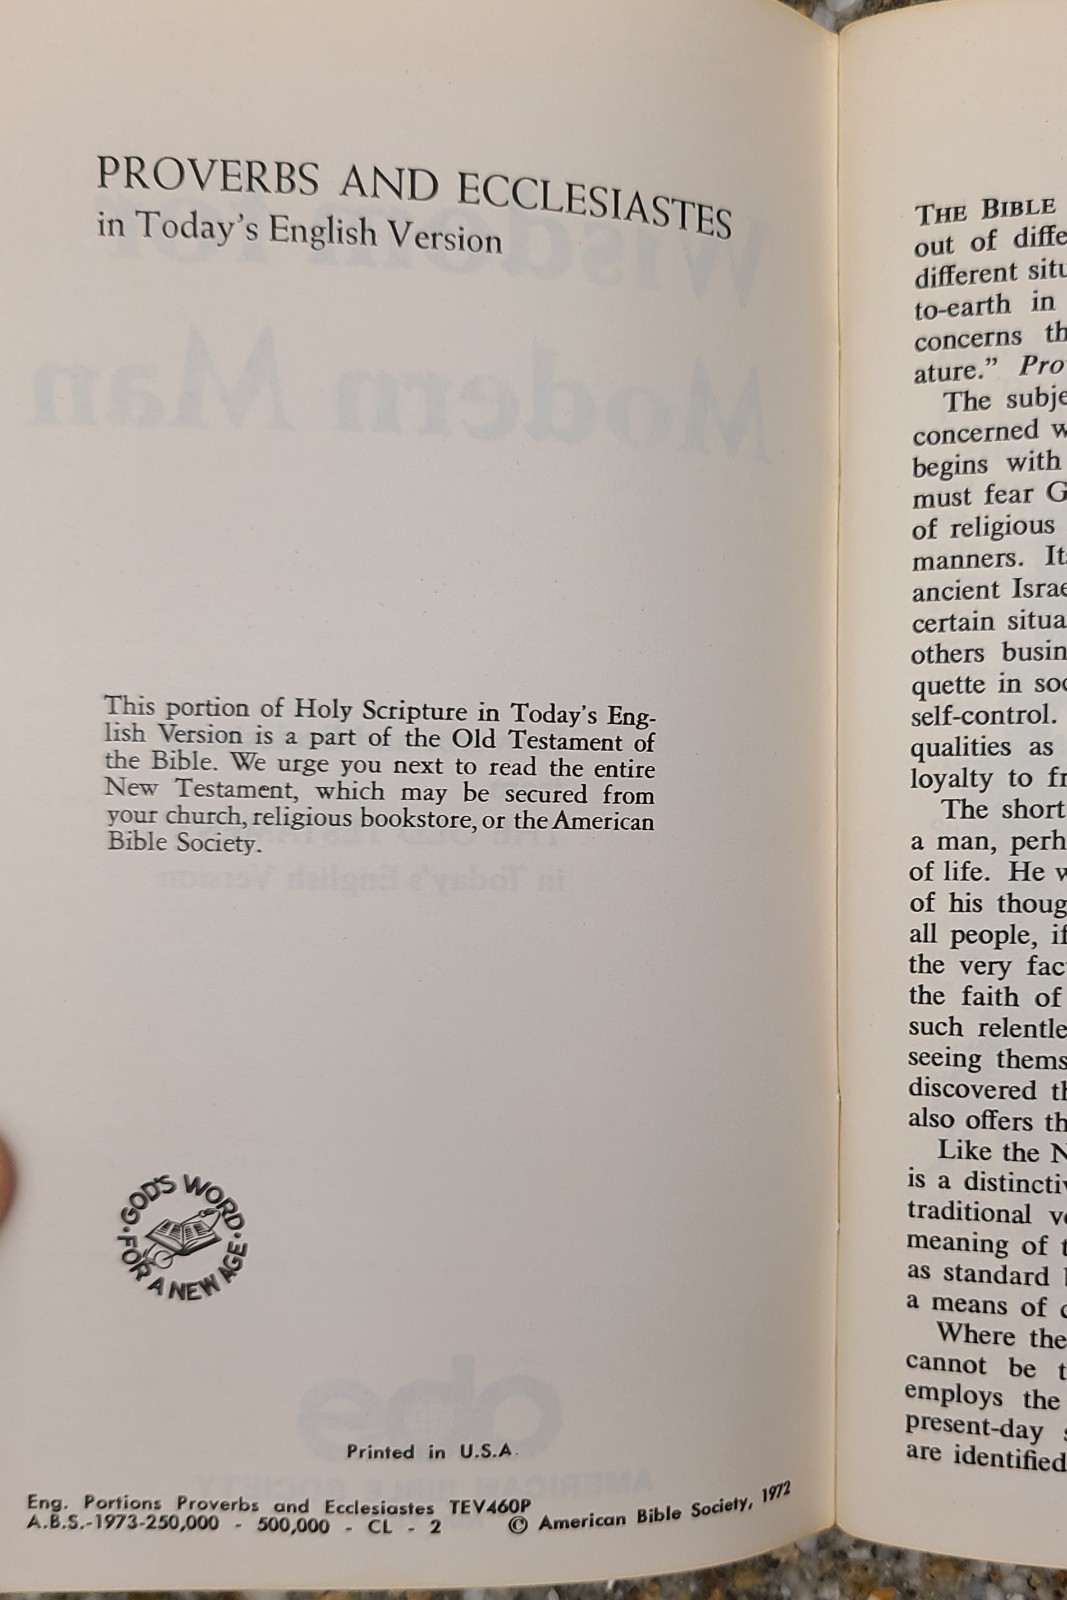 PROVERBS AND ECCLESIASTES
in Today's English Version
This portion of Holy Scripture in Today's Eng-
lish Version is a part of the Old Testament of
the Bible. We urge you next to read the entire
New Testament, which may be secured from
your church, religious bookstore, or the American
Bible Society.
GOD'S WORD · FOR A NEW AGE ·
Printed in U.S.A.
Eng. Portions Proverbs and Ecclesiastes TEV460P
A.B.S.-1973-250,000 - 500,000 - CL - 2 © American Bible Society, 1972
THE BIBLE
out of diffe
different situ
to-earth in
concerns th
ature." Pro
The subje
concerned w
begins with
must fear G
of religious
manners. It
ancient Israe
certain situa
others busin
quette in soc
self-control.
qualities as
loyalty to fr
The short
a man, perh
of life. He w
of his thoug
all people, if
the very fac
the faith of
such relentle
seeing thems
discovered th
also offers th
Like the N
is a distinctiv
traditional ve
meaning of t
as standard
a means of c
Where the
cannot be t
employs the
present-day s
are identified